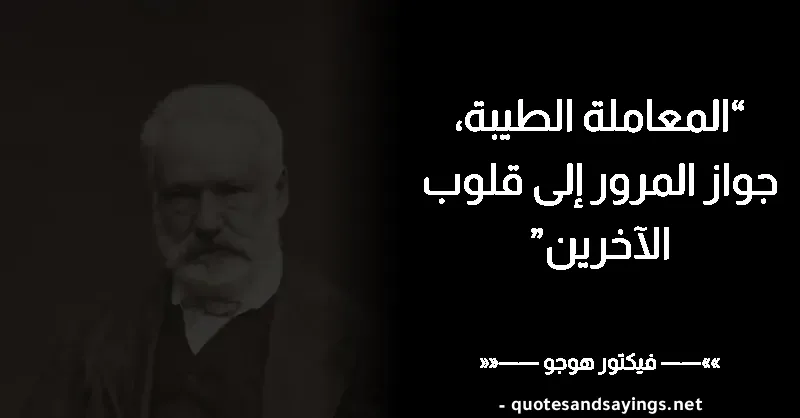 “المعاملة الطيبة،
جواز المرور إلى قلوب
الآخرين”
»»—— فيكتور هوجو ——««
- quotesandsayings.net